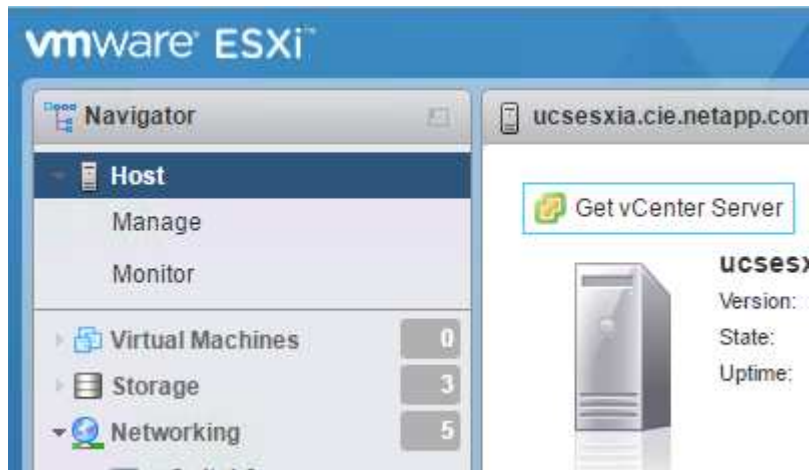 vmware ESXi™
Navigator
ucsesxia.cie.netapp.com
Host
Get vCenter Server
Manage
Monitor
Version:
State:
Uptime:
Virtual Machines 0
Storage 3
Networking 5